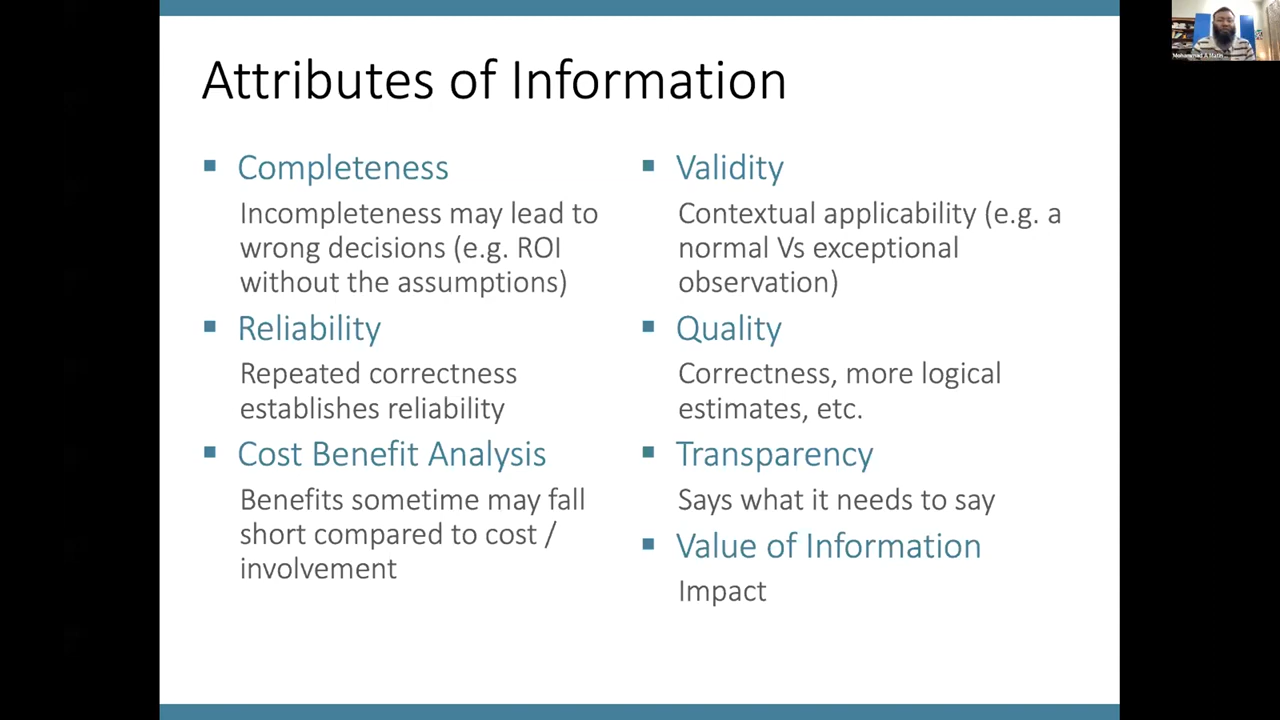 Attributes of Information
▪ Completeness
Incompleteness may lead to
wrong decisions (e.g. ROI
without the assumptions)
▪ Reliability
Repeated correctness
establishes reliability
▪ Cost Benefit Analysis
Benefits sometime may fall
short compared to cost /
involvement
▪ Validity
Contextual applicability (e.g. a
normal Vs exceptional
observation)
▪ Quality
Correctness, more logical
estimates, etc.
▪ Transparency
Says what it needs to say
▪ Value of Information
Impact
Mohammad A Matin